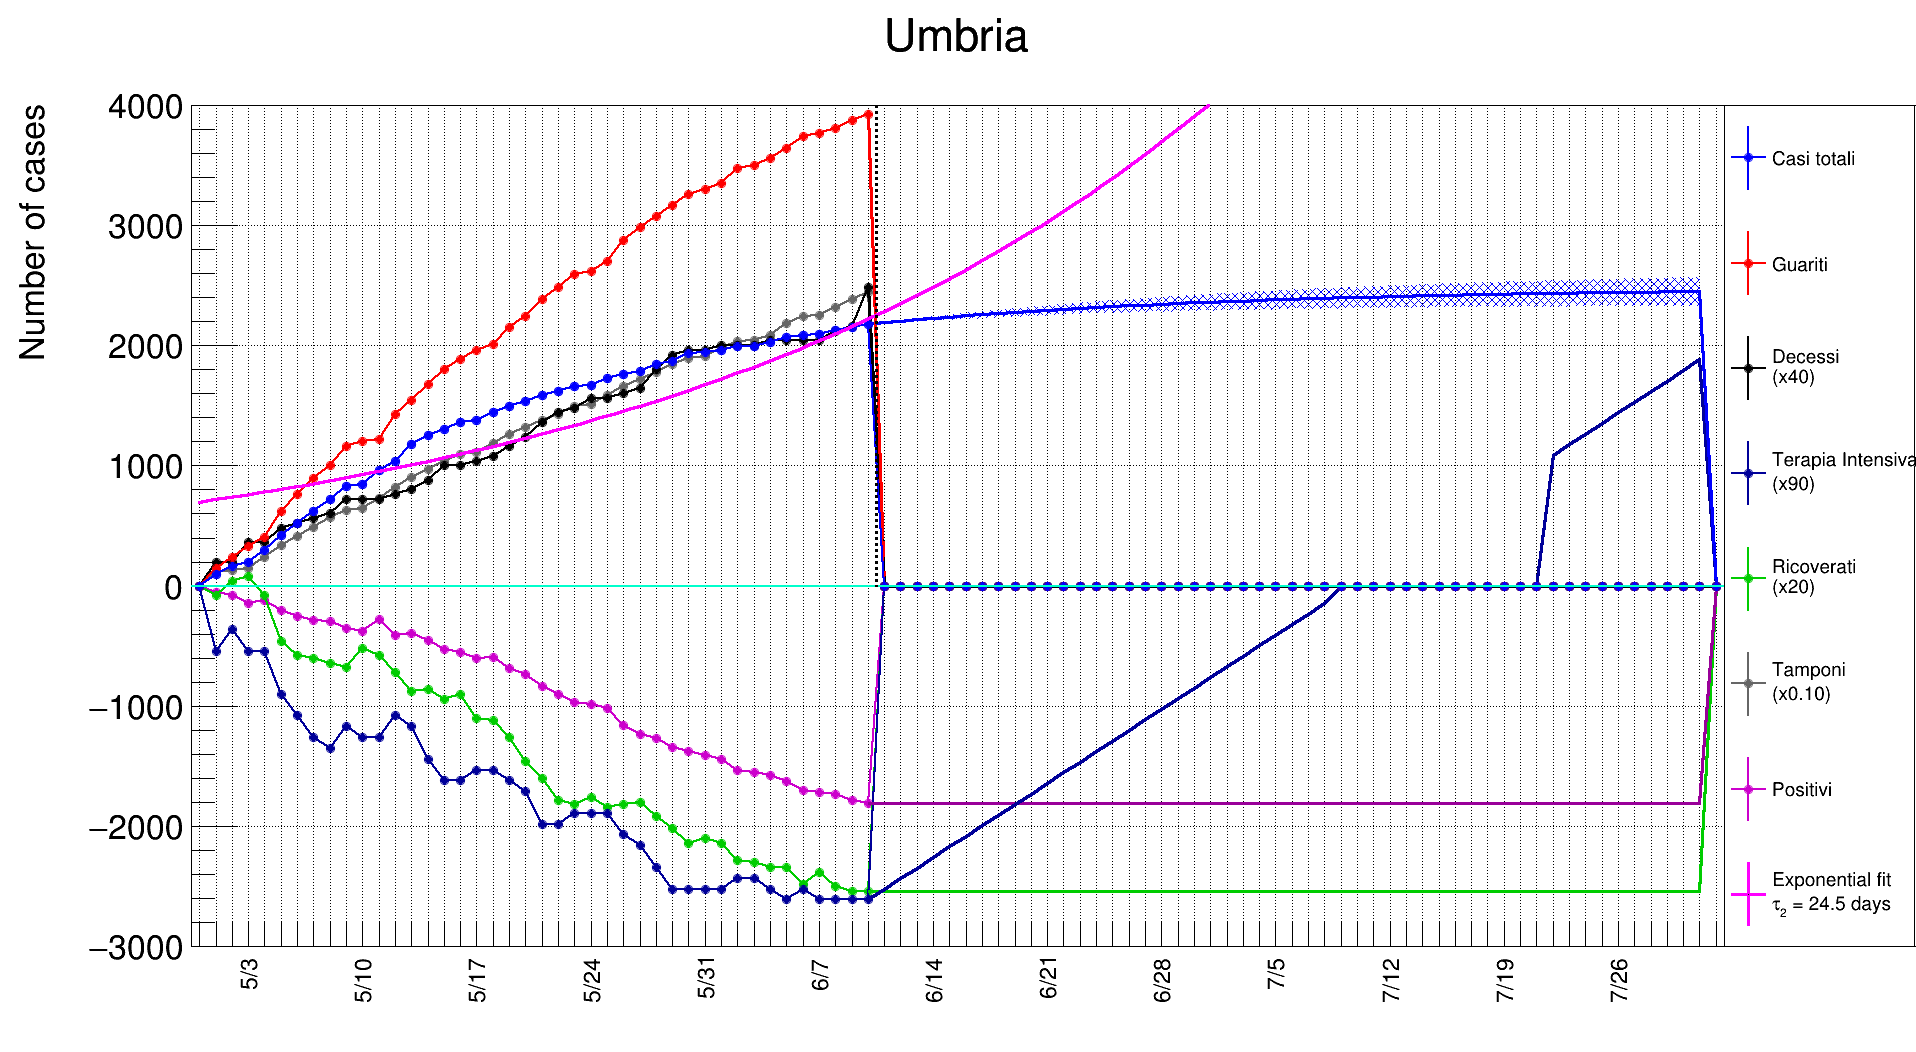 Umbria
Number of cases
4000
3000
2000
1000
0
−1000
−2000
−3000
5/3
5/10
5/17
5/24
5/31
6/7
6/14
6/21
6/28
7/5
7/12
7/19
7/26
Casi totali
Guariti
Decessi
(x40)
Terapia Intensiva
(x90)
Ricoverati
(x20)
Tamponi
(x0.10)
Positivi
Exponential fit
τ2 = 24.5 days